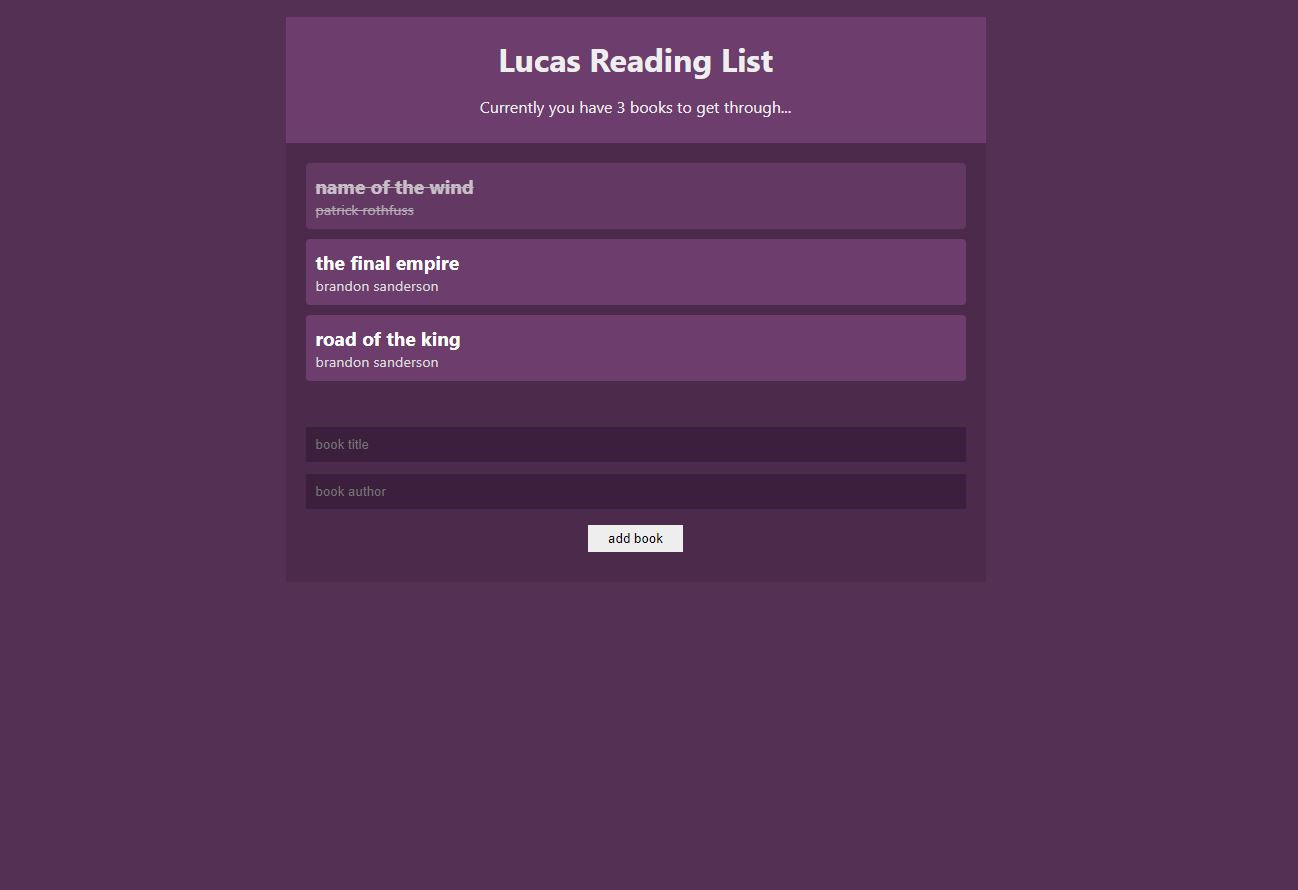 Lucas Reading List
Currently you have 3 books to get through...
name of the wind
patrick rothfuss
the final empire
brandon sanderson
road of the king
brandon sanderson
book title
book author
add book